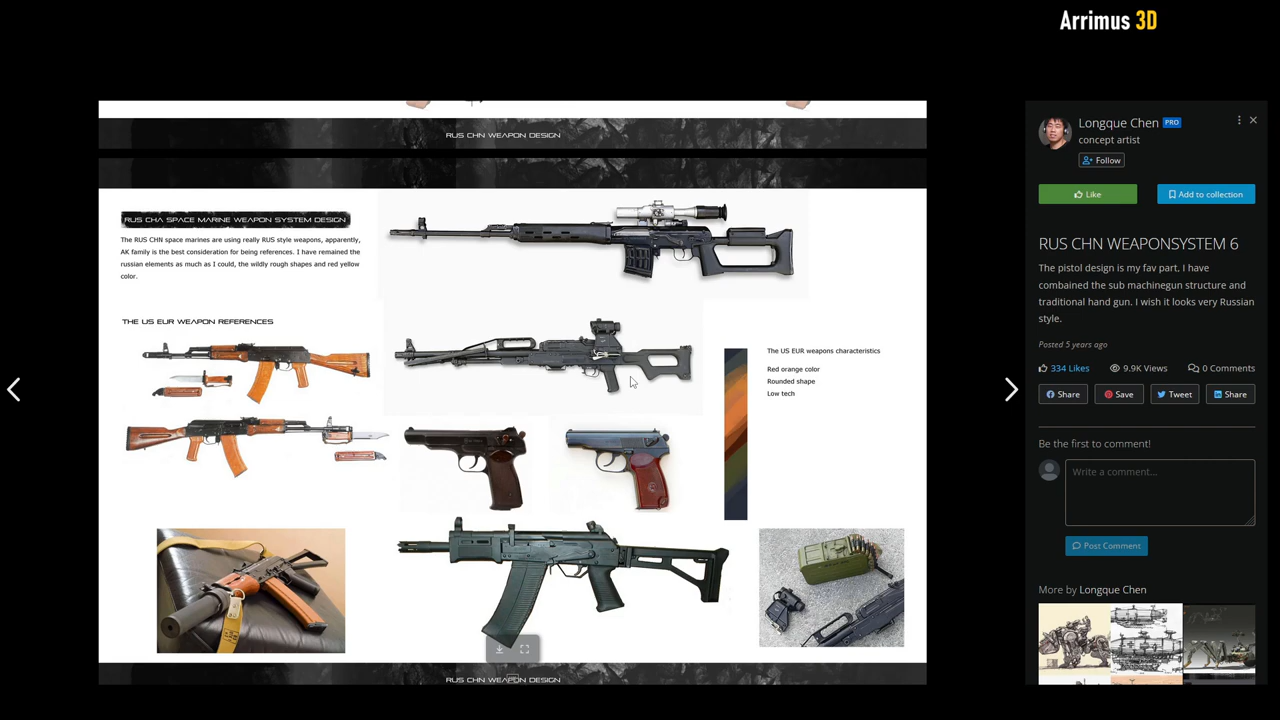 Arrimus 3D
RUS CHN WEAPON DESIGN
RUS CHA SPACE MARINE WEAPON SYSTEM DESIGN
The RUS CHN space marines are using really RUS style weapons, apparently,
AK family is the best consideration for being references. I have remained the
russian elements as much as I could, the wildly rough shapes and red yellow
color.
THE US EUR WEAPON REFERENCES
The US EUR weapons characteristics
Red orange color
Rounded shape
Low tech
RUS CHN WEAPON DESIGN
Longque Chen PRO
concept artist
Follow
Like
Add to collection
RUS CHN WEAPONSYSTEM 6
The pistol design is my fav part, I have
combained the sub machinegun structure and
traditional hand gun. I wish it looks very Russian
style.
Posted 5 years ago
334 Likes 9.9K Views 0 Comments
Share Save Tweet Share
Be the first to comment!
Write a comment...
Post Comment
More by Longque Chen